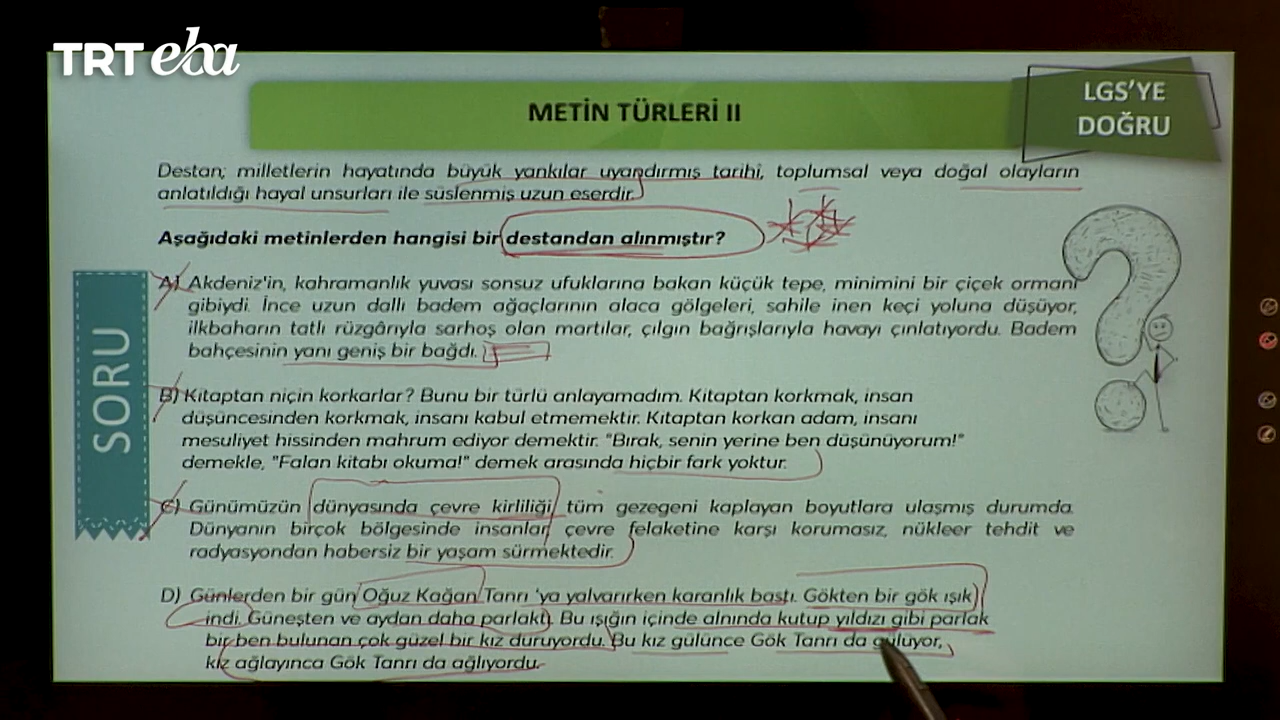 TRT eba
LGS'YE
DOĞRU
METİN TÜRLERİ II
Destan; milletlerin hayatında büyük yankılar uyandırmış tarihî, toplumsal veya doğal olayların
anlatıldığı hayal unsurları ile süslenmiş uzun eserdir.
Aşağıdaki metinlerden hangisi bir destandan alınmıştır?
SORU
A) Akdeniz'in, kahramanlık yuvası sonsuz ufuklarına bakan küçük tepe, minimini bir çiçek ormanı
gibiydi. İnce uzun dallı badem ağaçlarının alaca gölgeleri, sahile inen keçi yoluna düşüyor,
ilkbaharın tatlı rüzgârıyla sarhoş olan martılar, çılgın bağrışlarıyla havayı çınlatıyordu. Badem
bahçesinin yanı geniş bir bağdı.
B) Kitaptan niçin korkarlar? Bunu bir türlü anlayamadım. Kitaptan korkmak, insan
düşüncesinden korkmak, insanı kabul etmemektir. Kitaptan korkan adam, insanı
mesuliyet hissinden mahrum ediyor demektir. "Bırak, senin yerine ben düşünüyorum!"
demekle, "Falan kitabı okuma!" demek arasında hiçbir fark yoktur.
C) Günümüzün dünyasında çevre kirliliği tüm gezegeni kaplayan boyutlara ulaşmış durumda.
Dünyanın birçok bölgesinde insanlar, çevre felaketine karşı korumasız, nükleer tehdit ve
radyasyondan habersiz bir yaşam sürmektedir.
D) Günlerden bir gün Oğuz Kağan Tanrı 'ya yalvarırken karanlık bastı. Gökten bir gök ışık
indi. Güneşten ve aydan daha parlaktı. Bu ışığın içinde alnında kutup yıldızı gibi parlak
bir ben bulunan çok güzel bir kız duruyordu. Bu kız gülünce Gök Tanrı da gülüyor,
kız ağlayınca Gök Tanrı da ağlıyordu.